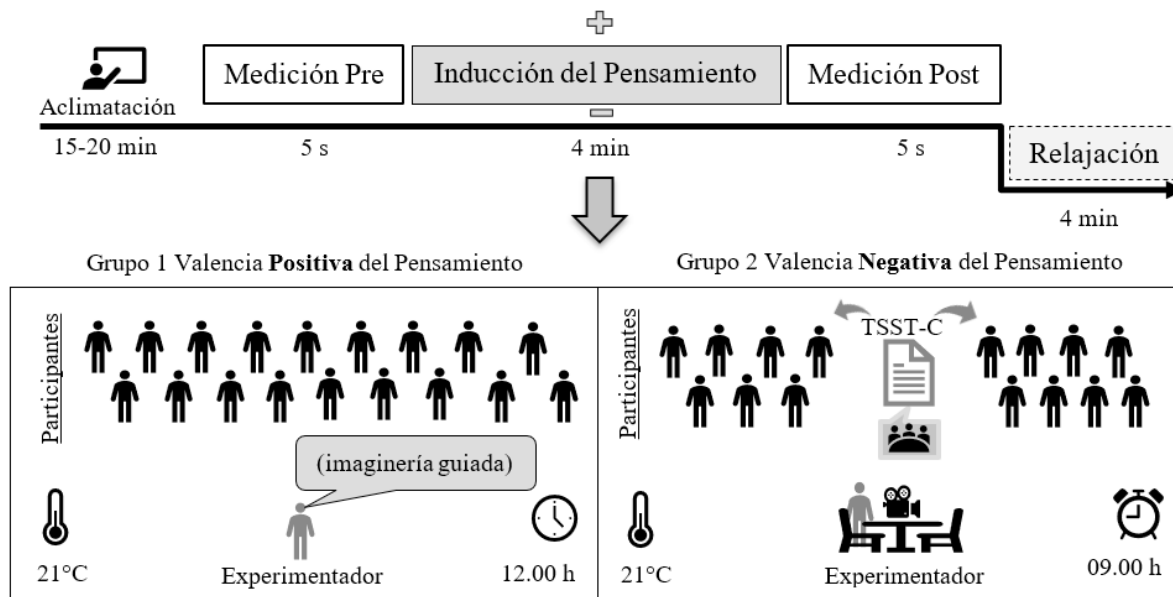 +
Medición Pre
Inducción del Pensamiento
Medición Post
Aclimatación
−
15-20 min
5 s
4 min
5 s
Relajación
4 min
Grupo 1 Valencia Positiva del Pensamiento
Grupo 2 Valencia Negativa del Pensamiento
Participantes
(imaginería guiada)
21°C
Experimentador
12.00 h
Participantes
TSST-C
21°C
Experimentador
09.00 h